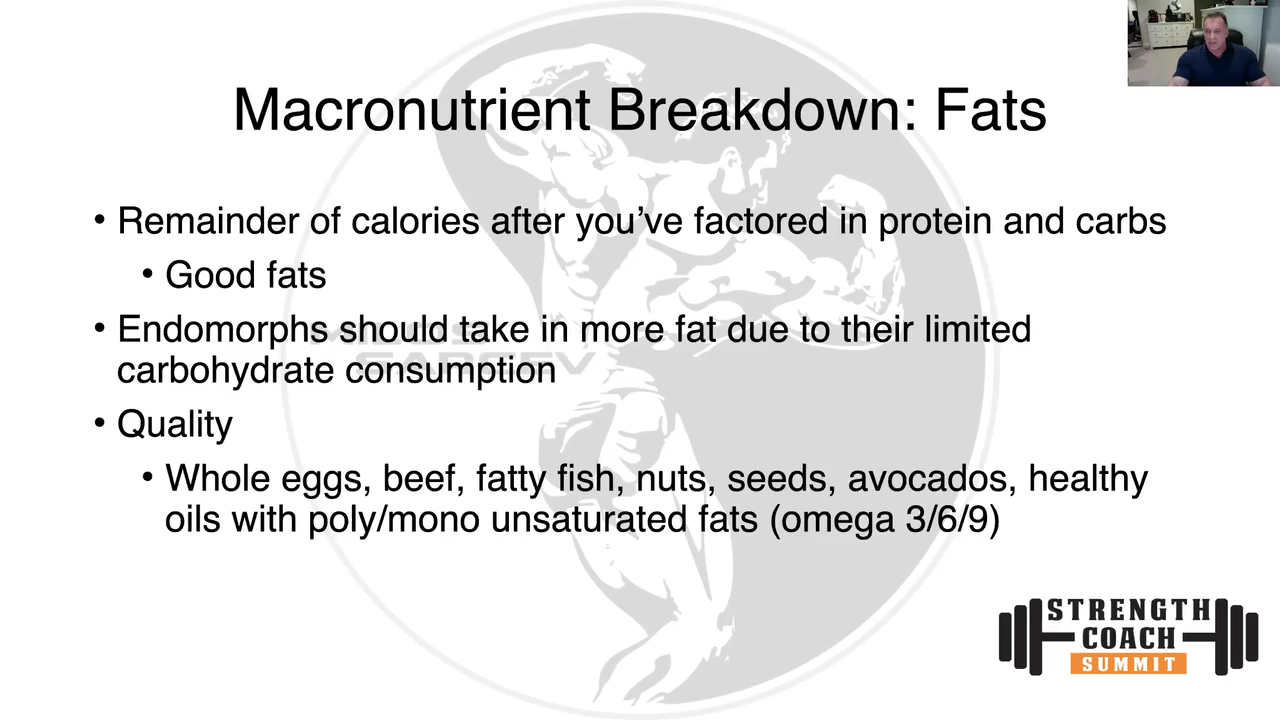 Macronutrient Breakdown: Fats
• Remainder of calories after you've factored in protein and carbs
• Good fats
• Endomorphs should take in more fat due to their limited
carbohydrate consumption
• Quality
• Whole eggs, beef, fatty fish, nuts, seeds, avocados, healthy
oils with poly/mono unsaturated fats (omega 3/6/9)
STRENGTH
COACH
SUMMIT